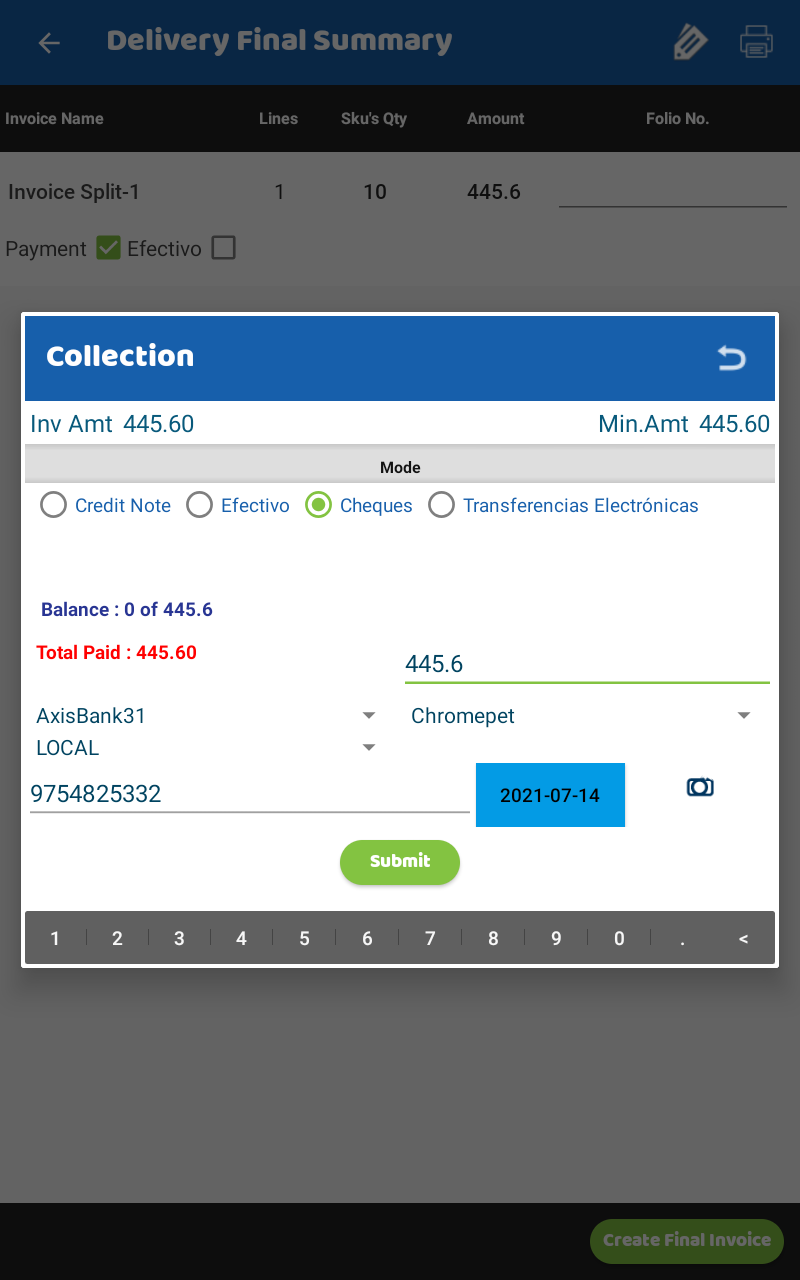 Delivery Final Summary
Invoice Name Lines Sku's Qty Amount Folio No.
Invoice Split-1 1 10 445.6
Payment Efectivo
Collection
Inv Amt 445.60 Min.Amt 445.60
Mode
Credit Note Efectivo Cheques Transferencias Electrónicas
Balance : 0 of 445.6
Total Paid : 445.60
445.6
AxisBank31 Chromepet
LOCAL
9754825332 2021-07-14
Submit
1 2 3 4 5 6 7 8 9 0 . <
Create Final Invoice